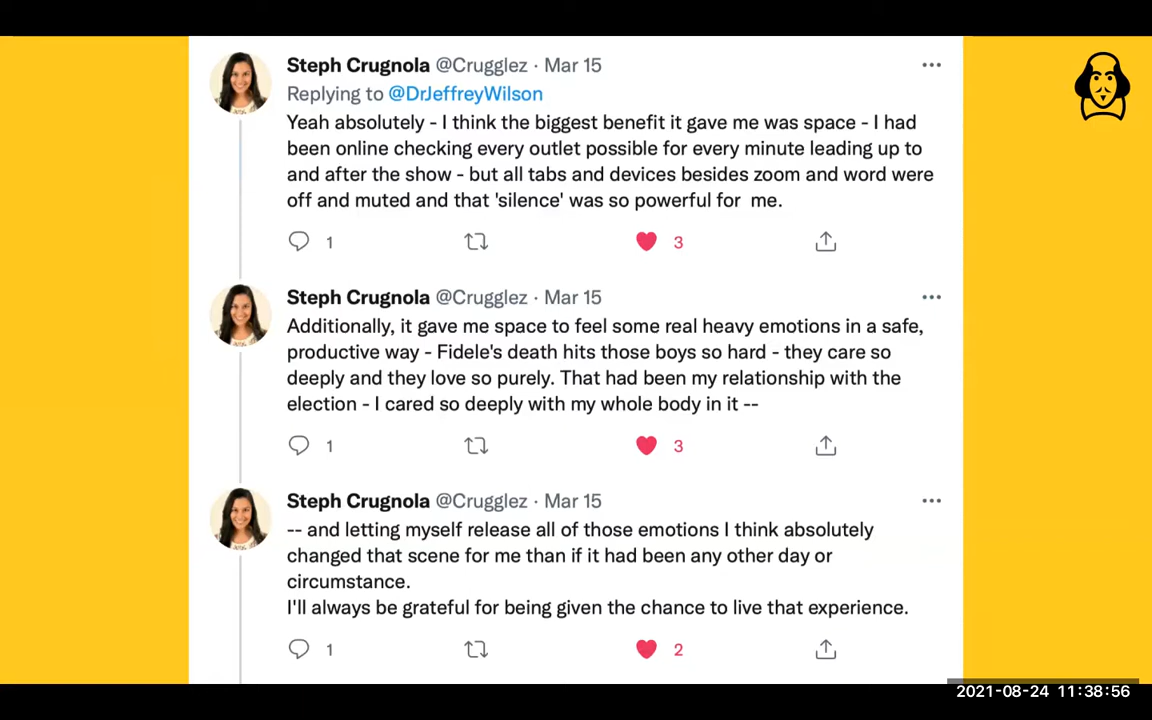 Steph Crugnola @Crugglez · Mar 15
Replying to @DrJeffreyWilson
Yeah absolutely - I think the biggest benefit it gave me was space - I had
been online checking every outlet possible for every minute leading up to
and after the show - but all tabs and devices besides zoom and word were
off and muted and that 'silence' was so powerful for me.
1 3
Steph Crugnola @Crugglez · Mar 15
Additionally, it gave me space to feel some real heavy emotions in a safe,
productive way - Fidele's death hits those boys so hard - they care so
deeply and they love so purely. That had been my relationship with the
election - I cared so deeply with my whole body in it --
1 3
Steph Crugnola @Crugglez · Mar 15
-- and letting myself release all of those emotions I think absolutely
changed that scene for me than if it had been any other day or
circumstance.
I'll always be grateful for being given the chance to live that experience.
1 2
2021-08-24 11:38:56